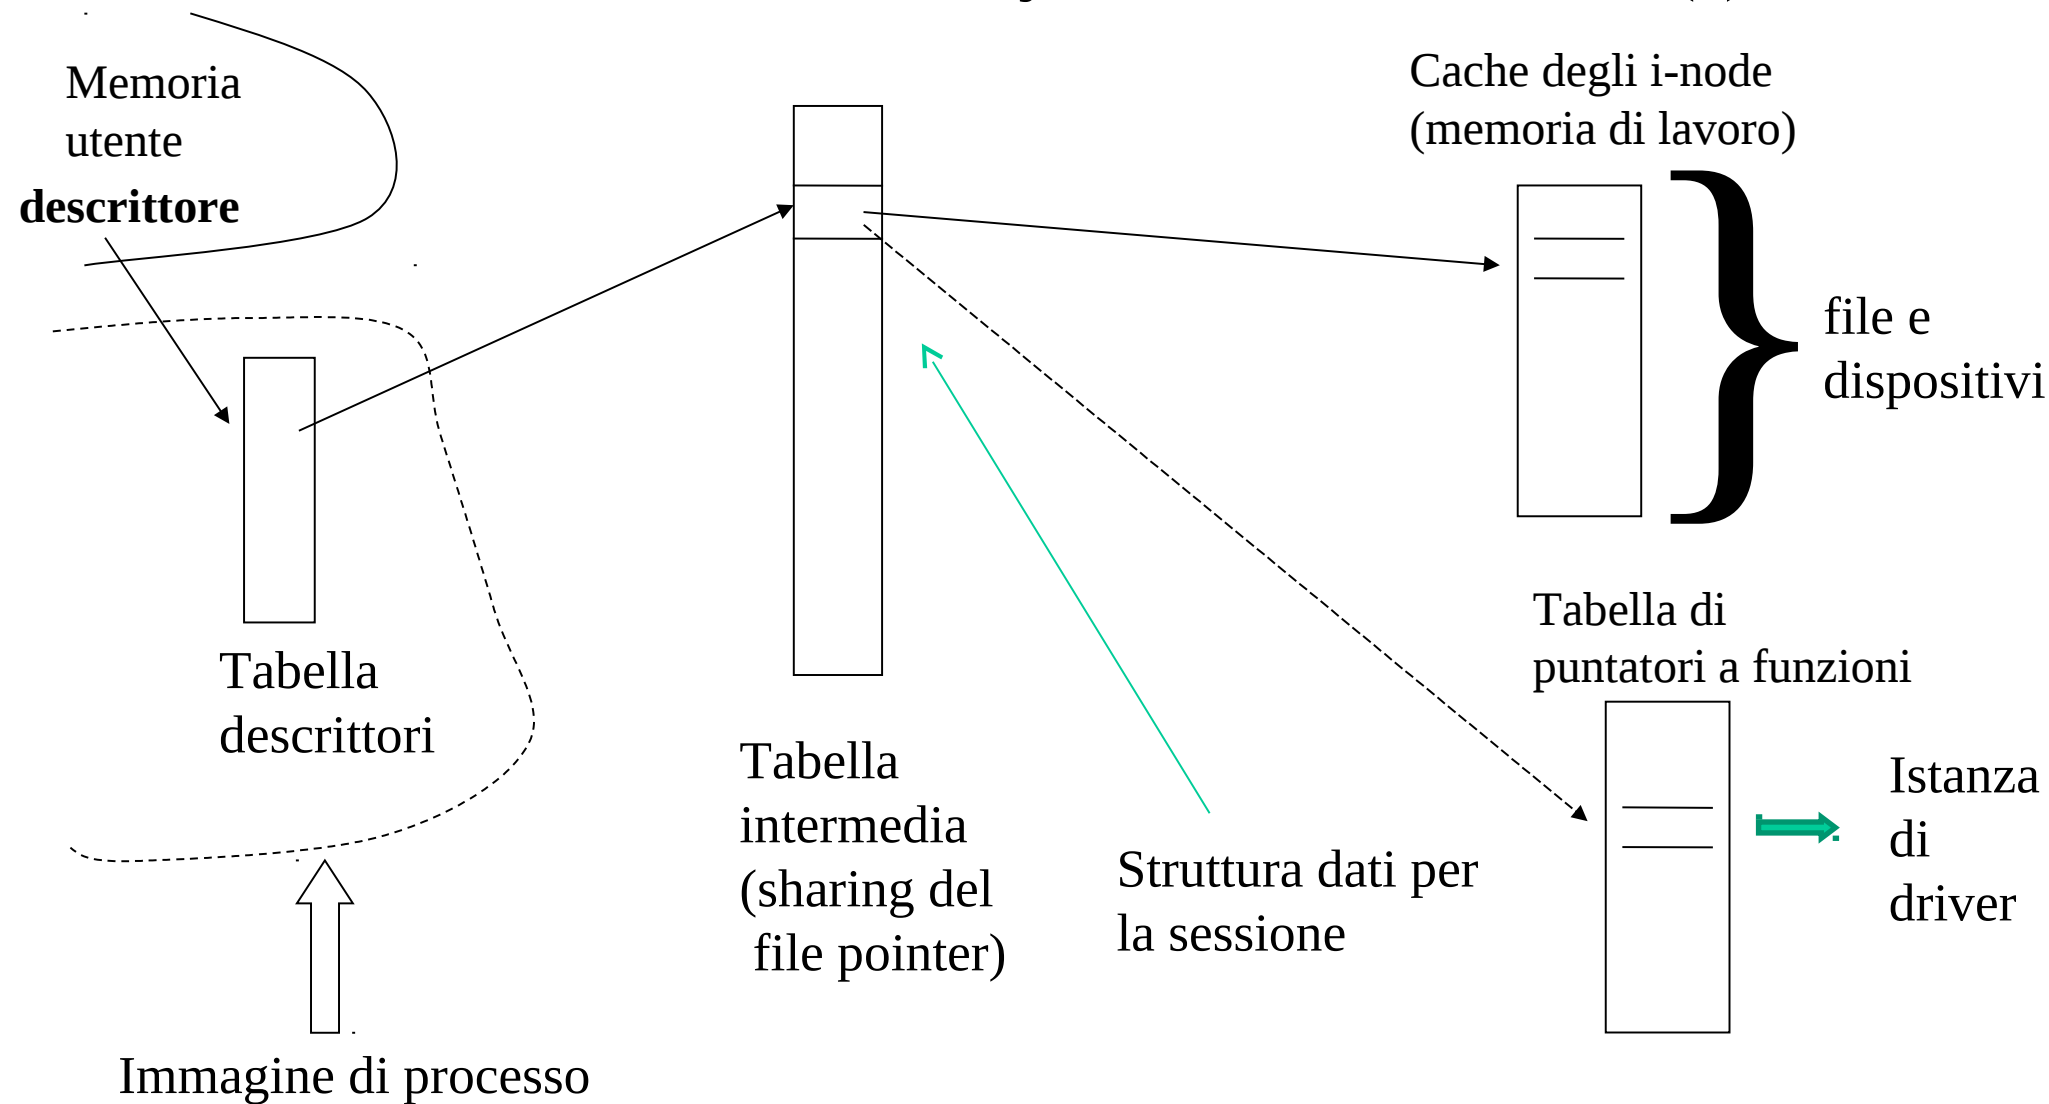 Memoria
utente
descrittore
Tabella
descrittori
Immagine di processo
Tabella
intermedia
(sharing del
file pointer)
Struttura dati per
la sessione
Cache degli i-node
(memoria di lavoro)
file e
dispositivi
Tabella di
puntatori a funzioni
Istanza
di
driver